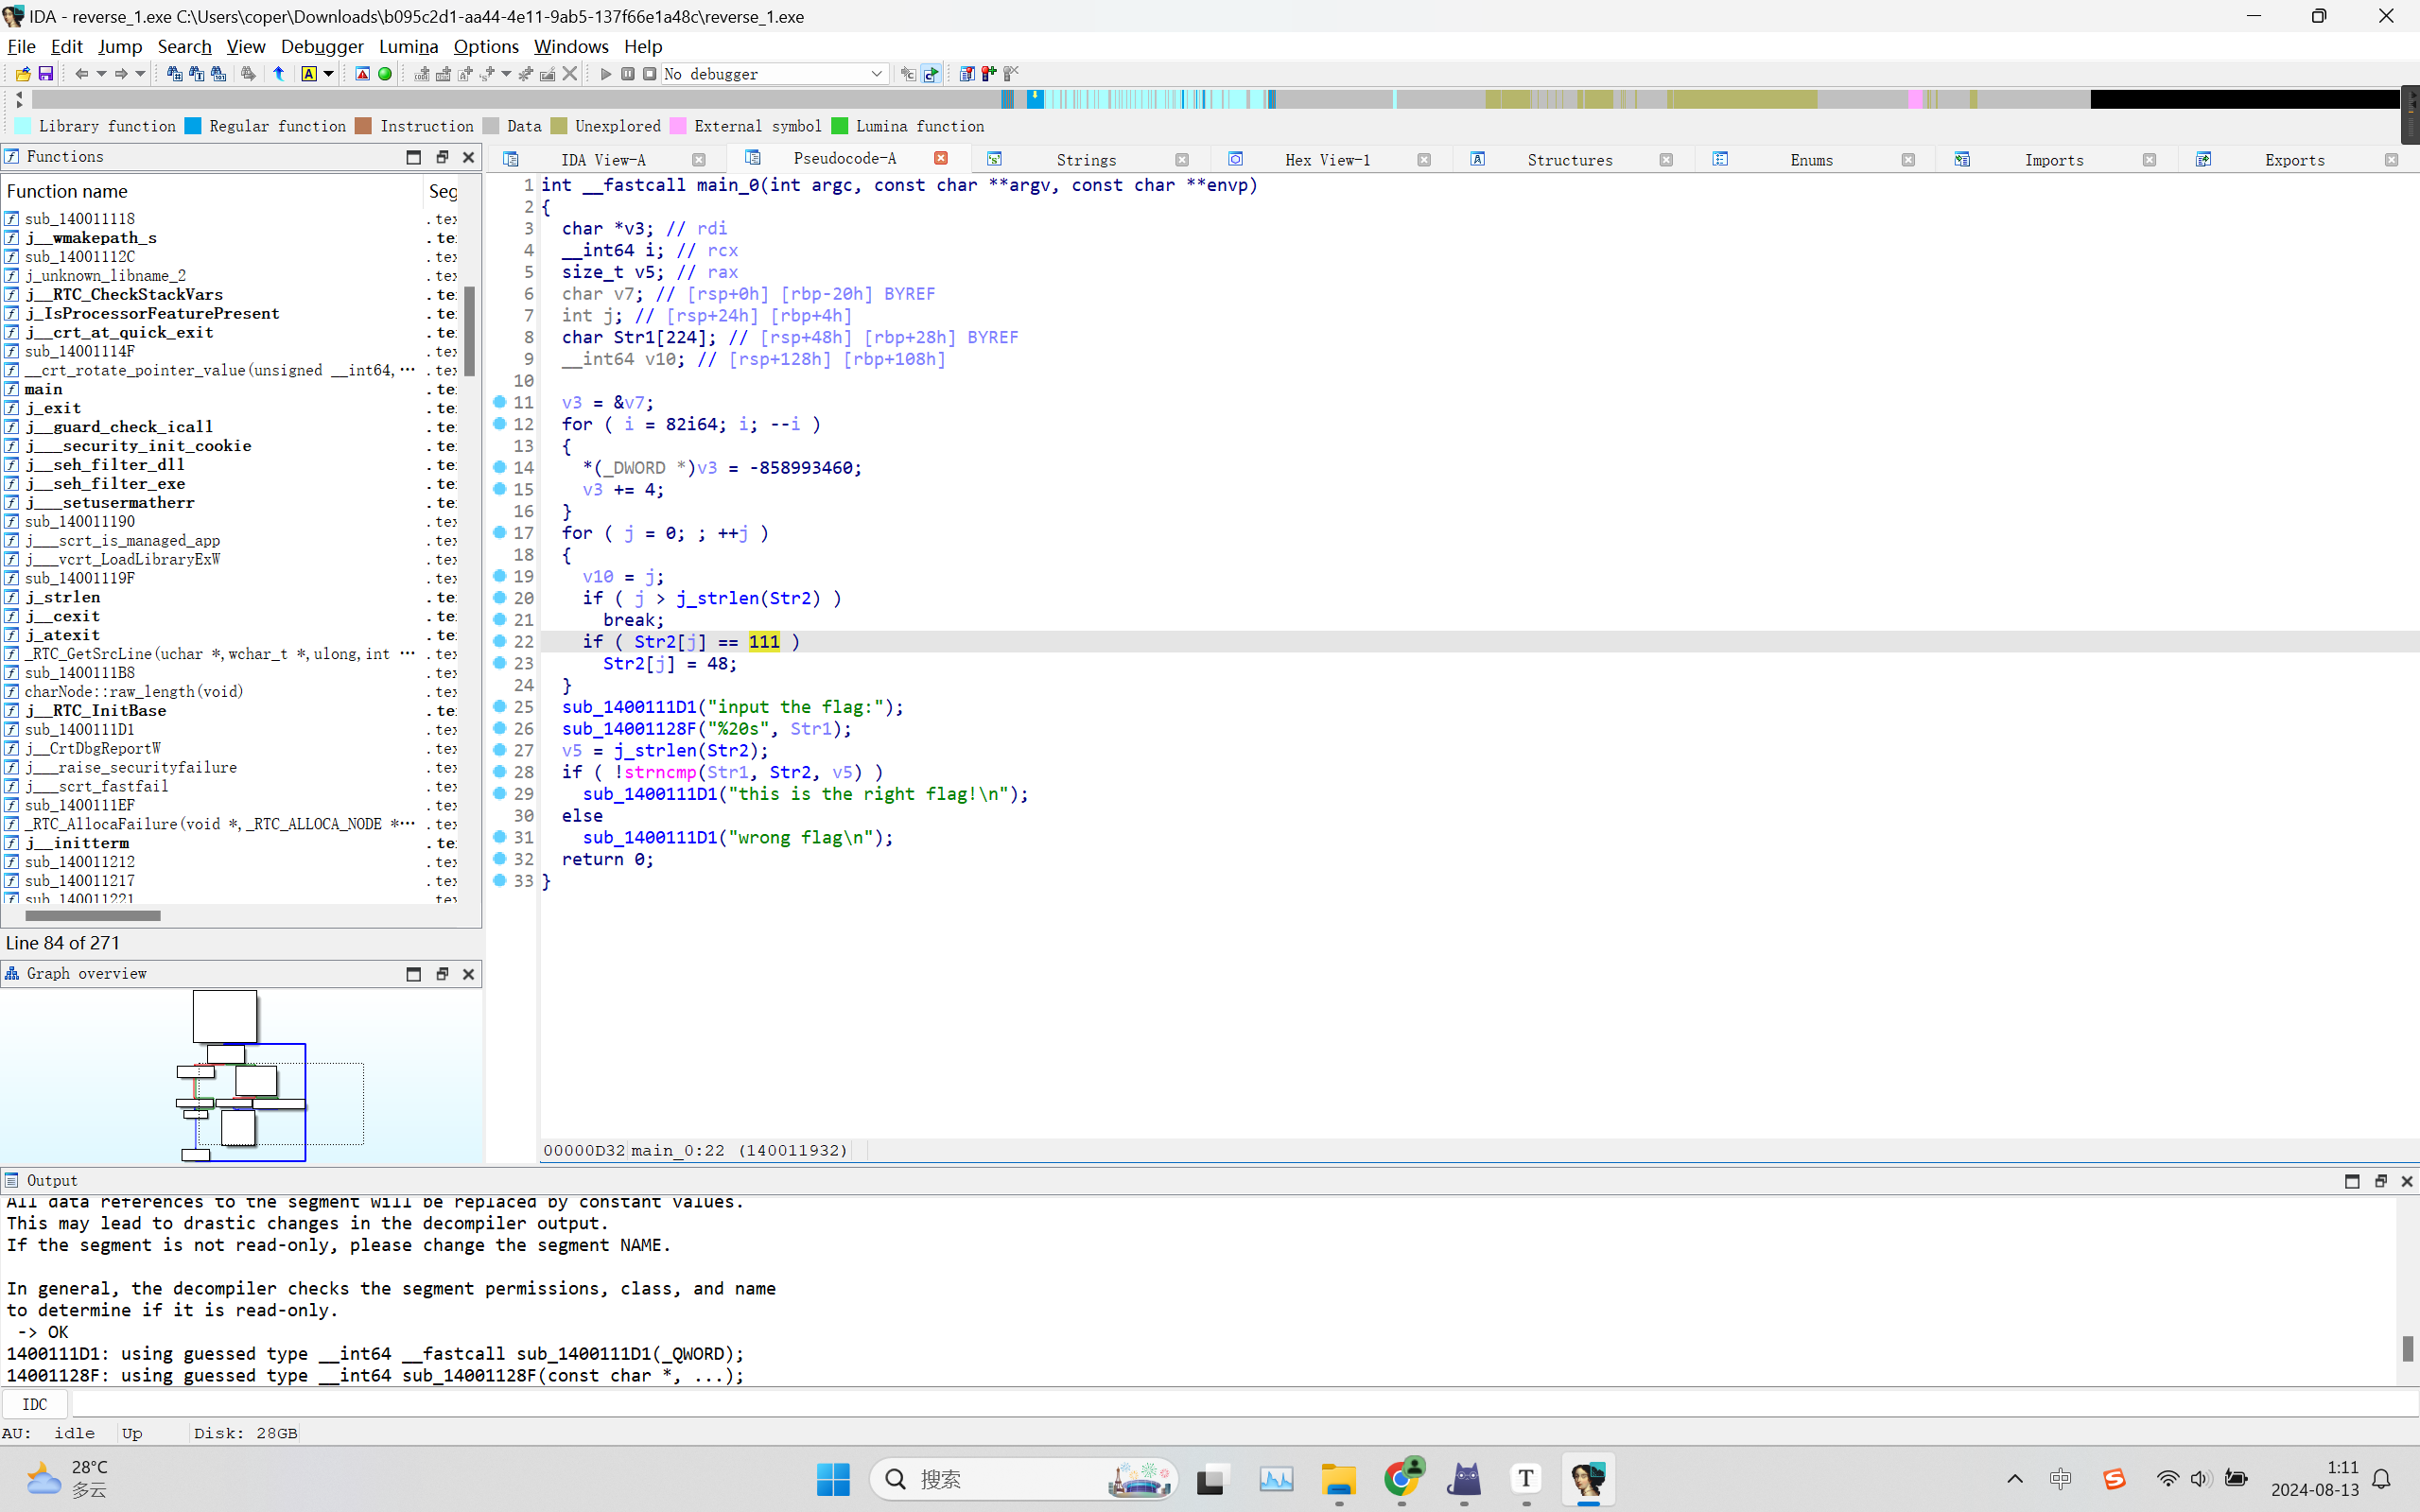 IDA - reverse_1.exe C:\Users\coper\Downloads\b095c2d1-aa44-4e11-9ab5-137f66e1a48c\reverse_1.exe
File Edit Jump Search View Debugger Lumina Options Windows Help
No debugger
Library function Regular function Instruction Data Unexplored External symbol Lumina function
Functions
IDA View-A Pseudocode-A Strings Hex View-1 Structures Enums Imports Exports
Function name Seg
sub_140011118 .tex
j__wmakepath_s .te
sub_14001112C .tex
j_unknown_libname_2 .tex
j__RTC_CheckStackVars .te
j_IsProcessorFeaturePresent .te
j__crt_at_quick_exit .te
sub_14001114F .tex
__crt_rotate_pointer_value(unsigned __int64,… .tex
main .te
j_exit .te
j__guard_check_icall .te
j___security_init_cookie .te
j__seh_filter_dll .te
j__seh_filter_exe .te
j___setusermatherr .te
sub_140011190 .tex
j___scrt_is_managed_app .tex
j___vcrt_LoadLibraryExW .tex
sub_14001119F .tex
j_strlen .te
j__cexit .te
j_atexit .te
_RTC_GetSrcLine(uchar *,wchar_t *,ulong,int … .tex
sub_1400111B8 .tex
charNode::raw_length(void) .tex
j__RTC_InitBase .te
sub_1400111D1 .tex
j__CrtDbgReportW .tex
j___raise_securityfailure .tex
j___scrt_fastfail .tex
sub_1400111EF .tex
_RTC_AllocaFailure(void *,_RTC_ALLOCA_NODE *… .tex
j__initterm .te
sub_140011212 .tex
sub_140011217 .tex
sub_140011221 .tex
Line 84 of 271
Graph overview
1 int __fastcall main_0(int argc, const char **argv, const char **envp)
2 {
3 char *v3; // rdi
4 __int64 i; // rcx
5 size_t v5; // rax
6 char v7; // [rsp+0h] [rbp-20h] BYREF
7 int j; // [rsp+24h] [rbp+4h]
8 char Str1[224]; // [rsp+48h] [rbp+28h] BYREF
9 __int64 v10; // [rsp+128h] [rbp+108h]
10
11 v3 = &v7;
12 for ( i = 82i64; i; --i )
13 {
14 *(_DWORD *)v3 = -858993460;
15 v3 += 4;
16 }
17 for ( j = 0; ; ++j )
18 {
19 v10 = j;
20 if ( j > j_strlen(Str2) )
21 break;
22 if ( Str2[j] == 111 )
23 Str2[j] = 48;
24 }
25 sub_1400111D1("input the flag:");
26 sub_14001128F("%20s", Str1);
27 v5 = j_strlen(Str2);
28 if ( !strncmp(Str1, Str2, v5) )
29 sub_1400111D1("this is the right flag!\n");
30 else
31 sub_1400111D1("wrong flag\n");
32 return 0;
33 }
00000D32 main_0:22 (140011932)
Output
All data references to the segment will be replaced by constant values.
This may lead to drastic changes in the decompiler output.
If the segment is not read-only, please change the segment NAME.
In general, the decompiler checks the segment permissions, class, and name
to determine if it is read-only.
-> OK
1400111D1: using guessed type __int64 __fastcall sub_1400111D1(_QWORD);
14001128F: using guessed type __int64 sub_14001128F(const char *, ...);
IDC
AU: idle Up Disk: 28GB
28°C
多云
搜索
中
1:11
2024-08-13